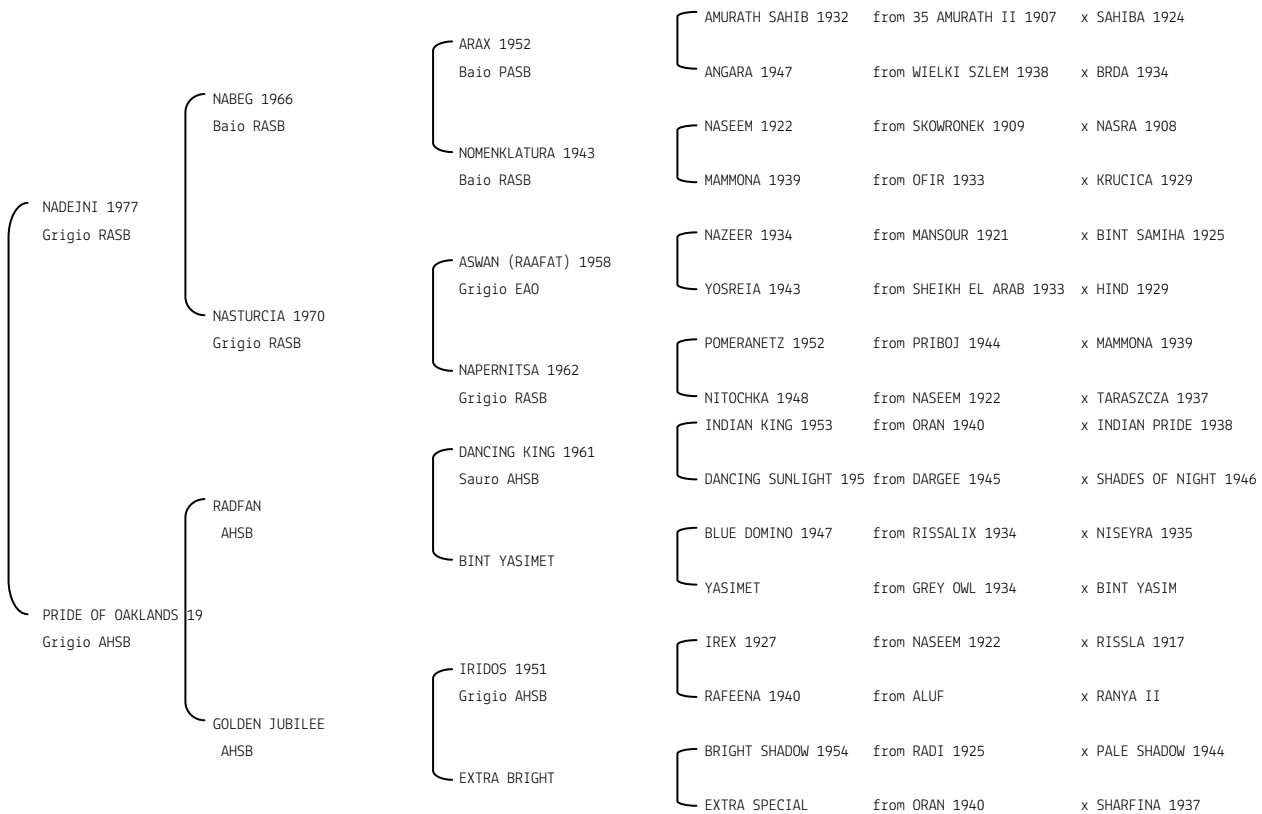 AMURATH SAHIB 1932 from 35 AMURATH II 1907 x SAHIBA 1924
ARAX 1952
Baio PASB
ANGARA 1947 from WIELKI SZLEM 1938 x BRDA 1934
NABEG 1966
Baio RASB
NASEEM 1922 from SKOWRONEK 1909 x NASRA 1908
NOMENKLATURA 1943
Baio RASB
MAMMONA 1939 from OFIR 1933 x KRUCICA 1929
NADEJNI 1977
Grigio RASB
NAZEER 1934 from MANSOUR 1921 x BINT SAMIHA 1925
ASWAN (RAAFAT) 1958
Grigio EAO
YOSREIA 1943 from SHEIKH EL ARAB 1933 x HIND 1929
NASTURCIA 1970
Grigio RASB
POMERANETZ 1952 from PRIBOJ 1944 x MAMMONA 1939
NAPERNITSA 1962
Grigio RASB
NITOCHKA 1948 from NASEEM 1922 x TARASZCZA 1937
INDIAN KING 1953 from ORAN 1940 x INDIAN PRIDE 1938
DANCING KING 1961
Sauro AHSB
DANCING SUNLIGHT 195 from DARGEE 1945 x SHADES OF NIGHT 1946
RADFAN
AHSB
BLUE DOMINO 1947 from RISSALIX 1934 x NISEYRA 1935
BINT YASIMET
YASIMET from GREY OWL 1934 x BINT YASIM
PRIDE OF OAKLANDS 19
Grigio AHSB
IREX 1927 from NASEEM 1922 x RISSLA 1917
IRIDOS 1951
Grigio AHSB
RAFEENA 1940 from ALUF x RANYA II
GOLDEN JUBILEE
AHSB
BRIGHT SHADOW 1954 from RADI 1925 x PALE SHADOW 1944
EXTRA BRIGHT
EXTRA SPECIAL from ORAN 1940 x SHARFINA 1937